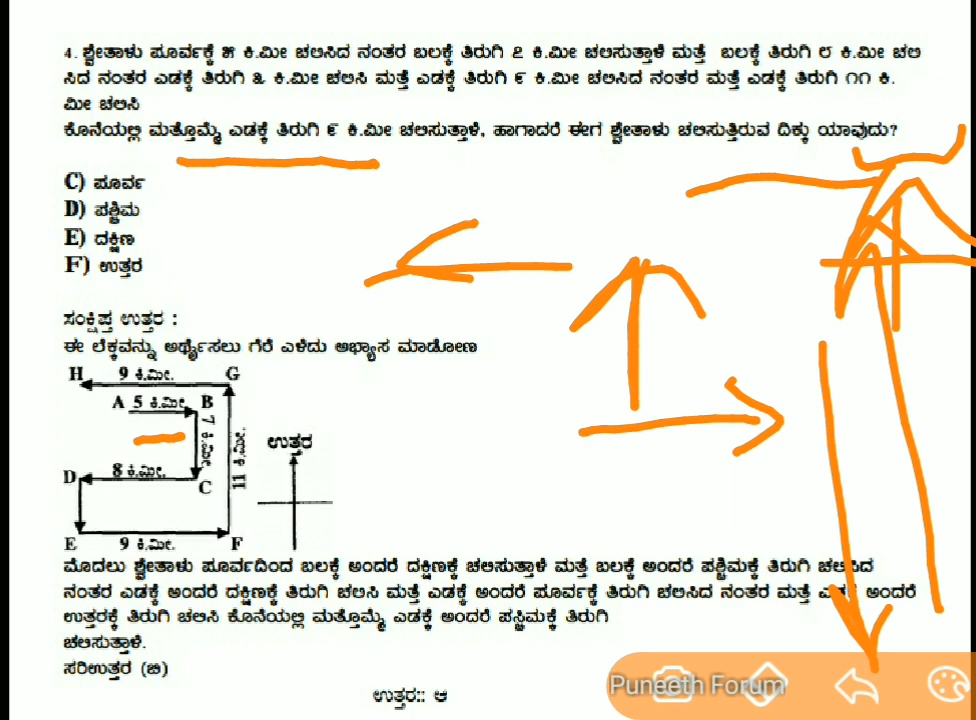 4. ಶ್ವೇತಾಳು ಪೂರ್ವಕ್ಕೆ ೫ ಕಿ.ಮೀ ಚಲಿಸಿದ ನಂತರ ಬಲಕ್ಕೆ ತಿರುಗಿ ೭ ಕಿ.ಮೀ ಚಲಿಸುತ್ತಾಳೆ ಮತ್ತೆ ಬಲಕ್ಕೆ ತಿರುಗಿ ೮ ಕಿ.ಮೀ ಚಲಿ
ಸಿದ ನಂತರ ಎಡಕ್ಕೆ ತಿರುಗಿ ೩ ಕಿ.ಮೀ ಚಲಿಸಿ ಮತ್ತೆ ಎಡಕ್ಕೆ ತಿರುಗಿ ೯ ಕಿ.ಮೀ ಚಲಿಸಿದ ನಂತರ ಮತ್ತೆ ಎಡಕ್ಕೆ ತಿರುಗಿ ೧೧ ಕಿ.
ಮೀ ಚಲಿಸಿ
ಕೊನೆಯಲ್ಲಿ ಮತ್ತೊಮ್ಮೆ ಎಡಕ್ಕೆ ತಿರುಗಿ ೯ ಕಿ.ಮೀ ಚಲಿಸುತ್ತಾಳೆ, ಹಾಗಾದರೆ ಈಗ ಶ್ವೇತಾಳು ಚಲಿಸುತ್ತಿರುವ ದಿಕ್ಕು ಯಾವುದು?
C) ಪೂರ್ವ
D) ಪಶ್ಚಿಮ
E) ದಕ್ಷಿಣ
F) ಉತ್ತರ
ಸಂಕ್ಷಿಪ್ತ ಉತ್ತರ :
ಈ ಲೆಕ್ಕವನ್ನು ಅರ್ಥೈಸಲು ಗೆರೆ ಎಳೆದು ಅಭ್ಯಾಸ ಮಾಡೋಣ
H 9 ಕಿ.ಮೀ. G
A 5 ಕಿ.ಮೀ. B
7 ಕಿ.ಮೀ.
11 ಕಿ.ಮೀ.
ಉತ್ತರ
D 8 ಕಿ.ಮೀ. C
E 9 ಕಿ.ಮೀ. F
ಮೊದಲು ಶ್ವೇತಾಳು ಪೂರ್ವದಿಂದ ಬಲಕ್ಕೆ ಅಂದರೆ ದಕ್ಷಿಣಕ್ಕೆ ಚಲಿಸುತ್ತಾಳೆ ಮತ್ತೆ ಬಲಕ್ಕೆ ಅಂದರೆ ಪಶ್ಚಿಮಕ್ಕೆ ತಿರುಗಿ ಚಲಿಸಿದ
ನಂತರ ಎಡಕ್ಕೆ ಅಂದರೆ ದಕ್ಷಿಣಕ್ಕೆ ತಿರುಗಿ ಚಲಿಸಿ ಮತ್ತೆ ಎಡಕ್ಕೆ ಅಂದರೆ ಪೂರ್ವಕ್ಕೆ ತಿರುಗಿ ಚಲಿಸಿದ ನಂತರ ಮತ್ತೆ ಅಂದರೆ
ಉತ್ತರಕ್ಕೆ ತಿರುಗಿ ಚಲಿಸಿ ಕೊನೆಯಲ್ಲಿ ಮತ್ತೊಮ್ಮೆ ಎಡಕ್ಕೆ ಅಂದರೆ ಪಶ್ಚಿಮಕ್ಕೆ ತಿರುಗಿ
ಚಲಿಸುತ್ತಾಳೆ.
ಸರಿಉತ್ತರ (ಬಿ)
ಉತ್ತರ:: ಆ
Puneeth Forum